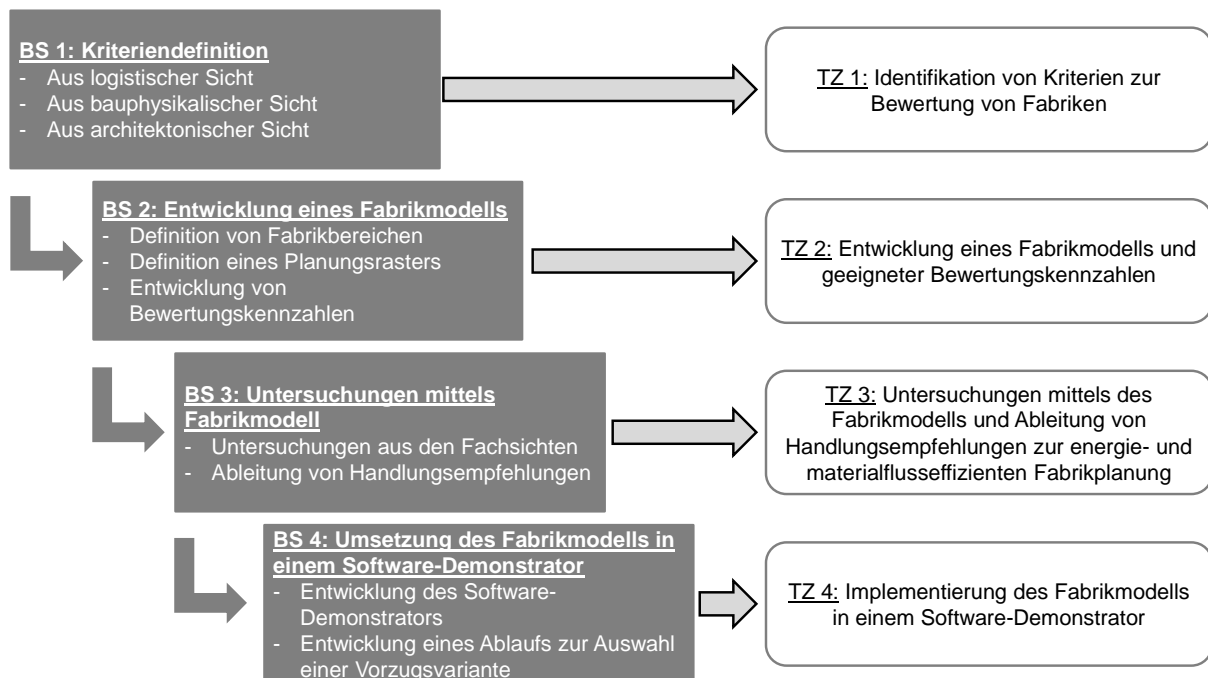 BS 1: Kriteriendefinition
- Aus logistischer Sicht
- Aus bauphysikalischer Sicht
- Aus architektonischer Sicht
TZ 1: Identifikation von Kriterien zur
Bewertung von Fabriken
BS 2: Entwicklung eines Fabrikmodells
- Definition von Fabrikbereichen
- Definition eines Planungsrasters
- Entwicklung von
Bewertungskennzahlen
TZ 2: Entwicklung eines Fabrikmodells und
geeigneter Bewertungskennzahlen
BS 3: Untersuchungen mittels
Fabrikmodell
- Untersuchungen aus den Fachsichten
- Ableitung von Handlungsempfehlungen
TZ 3: Untersuchungen mittels des
Fabrikmodells und Ableitung von
Handlungsempfehlungen zur energie- und
materialflusseffizienten Fabrikplanung
BS 4: Umsetzung des Fabrikmodells in
einem Software-Demonstrator
- Entwicklung des Software-
Demonstrators
- Entwicklung eines Ablaufs zur Auswahl
einer Vorzugsvariante
TZ 4: Implementierung des Fabrikmodells
in einem Software-Demonstrator